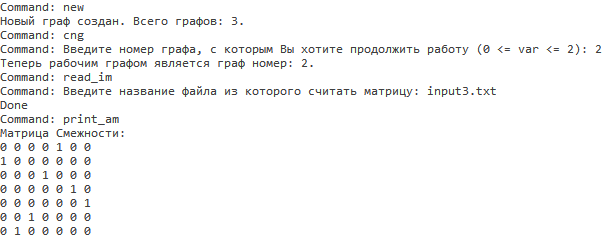 Command: new
Новый граф создан. Всего графов: 3.
Command: cng
Command: Введите номер графа, с которым Вы хотите продолжить работу (0 <= var <= 2): 2
Теперь рабочим графом является граф номер: 2.
Command: read_im
Command: Введите название файла из которого считать матрицу: input3.txt
Done
Command: print_am
Матрица Смежности:
0 0 0 0 1 0 0
1 0 0 0 0 0 0
0 0 0 1 0 0 0
0 0 0 0 0 1 0
0 0 0 0 0 0 1
0 0 1 0 0 0 0
0 1 0 0 0 0 0